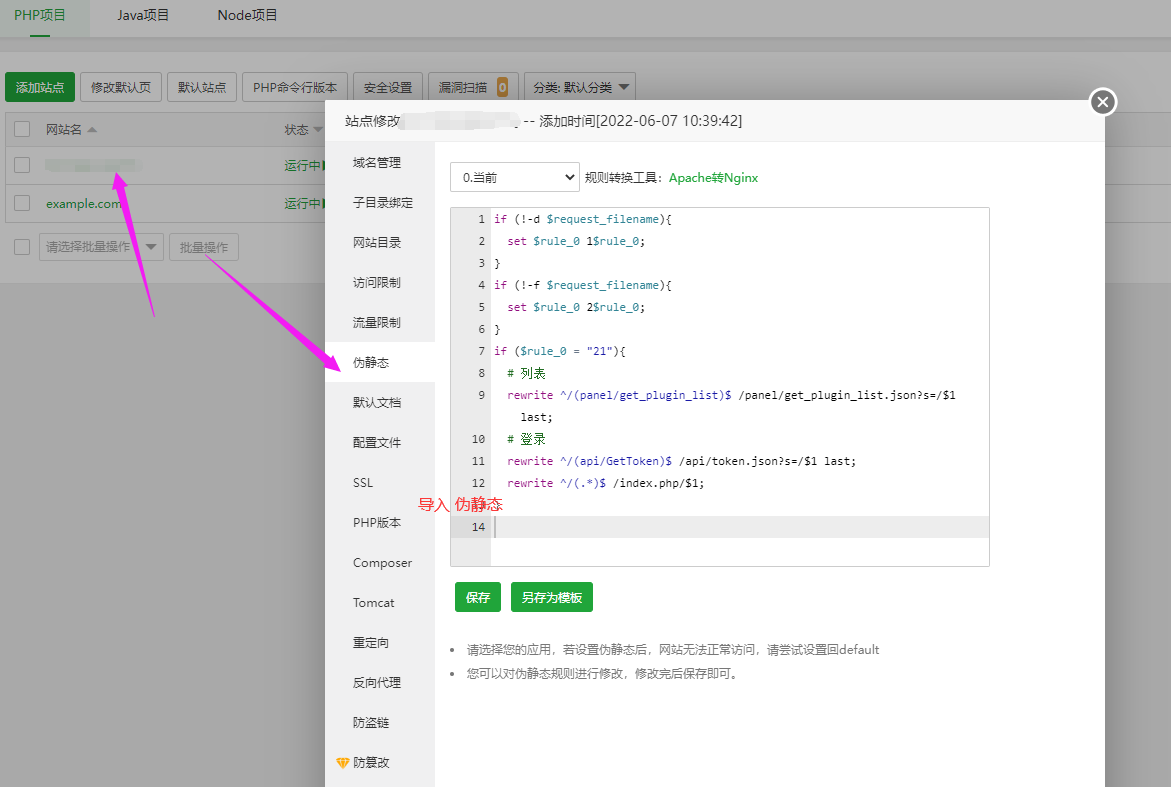 PHP项目 Java项目 Node项目
添加站点 修改默认页 默认站点 PHP命令行版本 安全设置 漏洞扫描 0 分类: 默认分类
网站名 状态
运行中
example.com 运行中
请选择批量操作 批量操作
站点修改 -- 添加时间[2022-06-07 10:39:42]
域名管理
子目录绑定
网站目录
访问限制
流量限制
伪静态
默认文档
配置文件
SSL
PHP版本
Composer
Tomcat
重定向
反向代理
防盗链
防篡改
0.当前 规则转换工具：Apache转Nginx
1 if (!-d $request_filename){
2 set $rule_0 1$rule_0;
3 }
4 if (!-f $request_filename){
5 set $rule_0 2$rule_0;
6 }
7 if ($rule_0 = "21"){
8 # 列表
9 rewrite ^/(panel/get_plugin_list)$ /panel/get_plugin_list.json?s=/$1
last;
10 # 登录
11 rewrite ^/(api/GetToken)$ /api/token.json?s=/$1 last;
12 rewrite ^/(.*)$ /index.php/$1;
导入 伪静态
14
保存 另存为模板
请选择您的应用，若设置伪静态后，网站无法正常访问，请尝试设置回default
您可以对伪静态规则进行修改，修改完后保存即可。